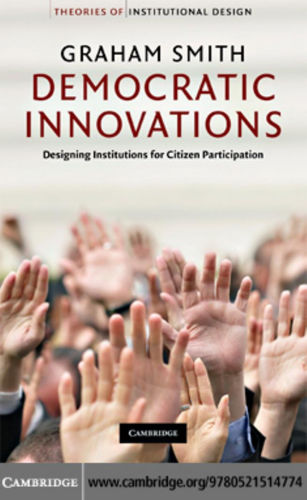 THEORIES OF INSTITUTIONAL DESIGN
GRAHAM SMITH
DEMOCRATIC
INNOVATIONS
Designing Institutions for Citizen Participation
CAMBRIDGE
CAMBRIDGE
www.cambridge.org/9780521514774